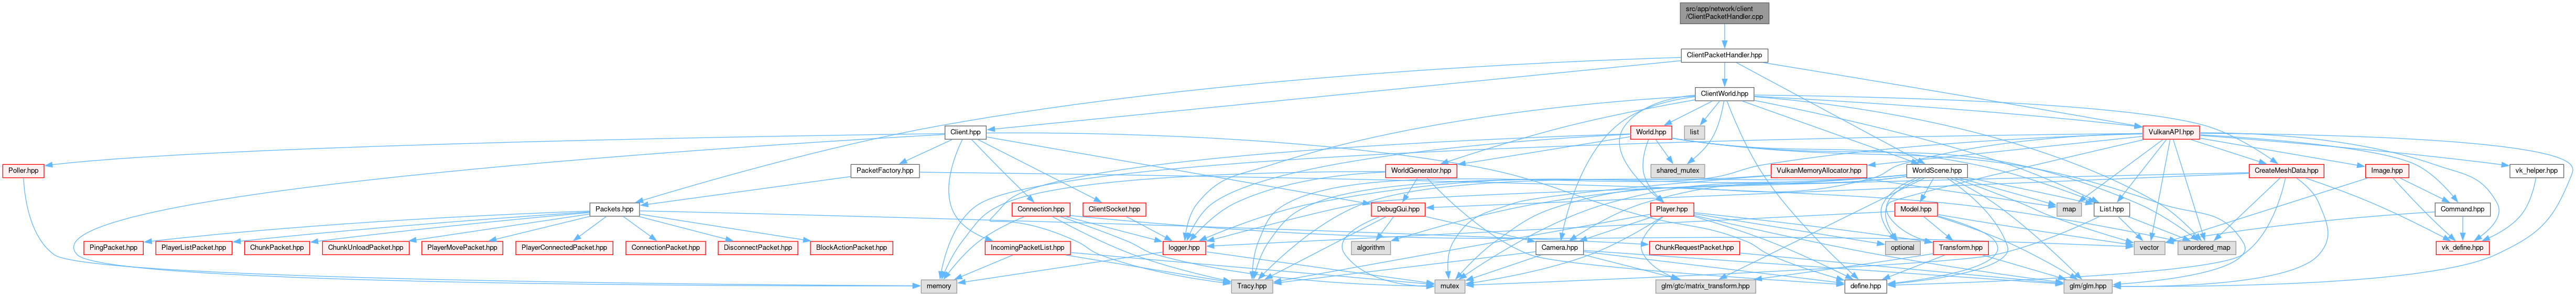 src/app/network/client
/ClientPacketHandler.cpp
ClientPacketHandler.hpp
ClientWorld.hpp
Client.hpp
World.hpp
list
VulkanAPI.hpp
Poller.hpp
PacketFactory.hpp
shared_mutex
WorldGenerator.hpp
VulkanMemoryAllocator.hpp
WorldScene.hpp
CreateMeshData.hpp
Image.hpp
vk_helper.hpp
Packets.hpp
Connection.hpp
ClientSocket.hpp
DebugGui.hpp
Player.hpp
Model.hpp
map
List.hpp
Command.hpp
PingPacket.hpp
PlayerListPacket.hpp
ChunkPacket.hpp
ChunkUnloadPacket.hpp
PlayerMovePacket.hpp
PlayerConnectedPacket.hpp
ConnectionPacket.hpp
DisconnectPacket.hpp
BlockActionPacket.hpp
IncomingPacketList.hpp
logger.hpp
algorithm
Camera.hpp
ChunkRequestPacket.hpp
optional
Transform.hpp
vector
unordered_map
vk_define.hpp
memory
Tracy.hpp
mutex
glm/gtc/matrix_transform.hpp
define.hpp
glm/glm.hpp